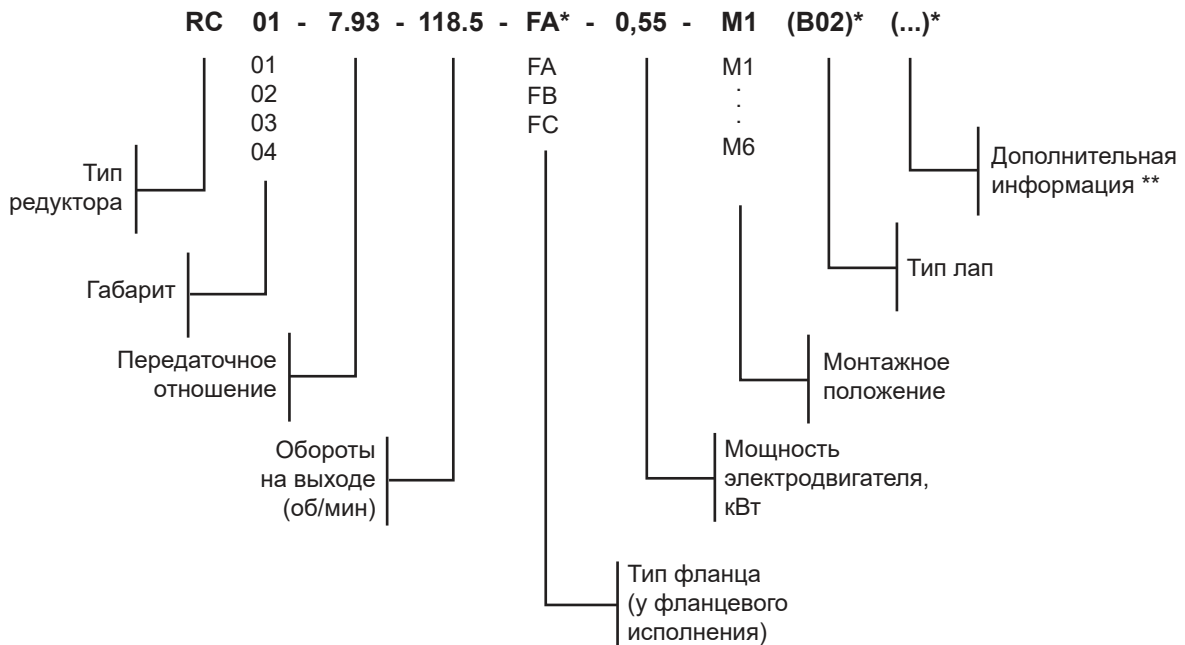 RC 01 - 7.93 - 118.5 - FA* - 0,55 - M1 (B02)* (...)*
01
02
03
04
FA
FB
FC
M1
.
.
.
M6
Тип
редуктора
Дополнительная
информация **
Габарит
Тип лап
Передаточное
отношение
Монтажное
положение
Обороты
на выходе
(об/мин)
Мощность
электродвигателя,
кВт
Тип фланца
(у фланцевого
исполнения)